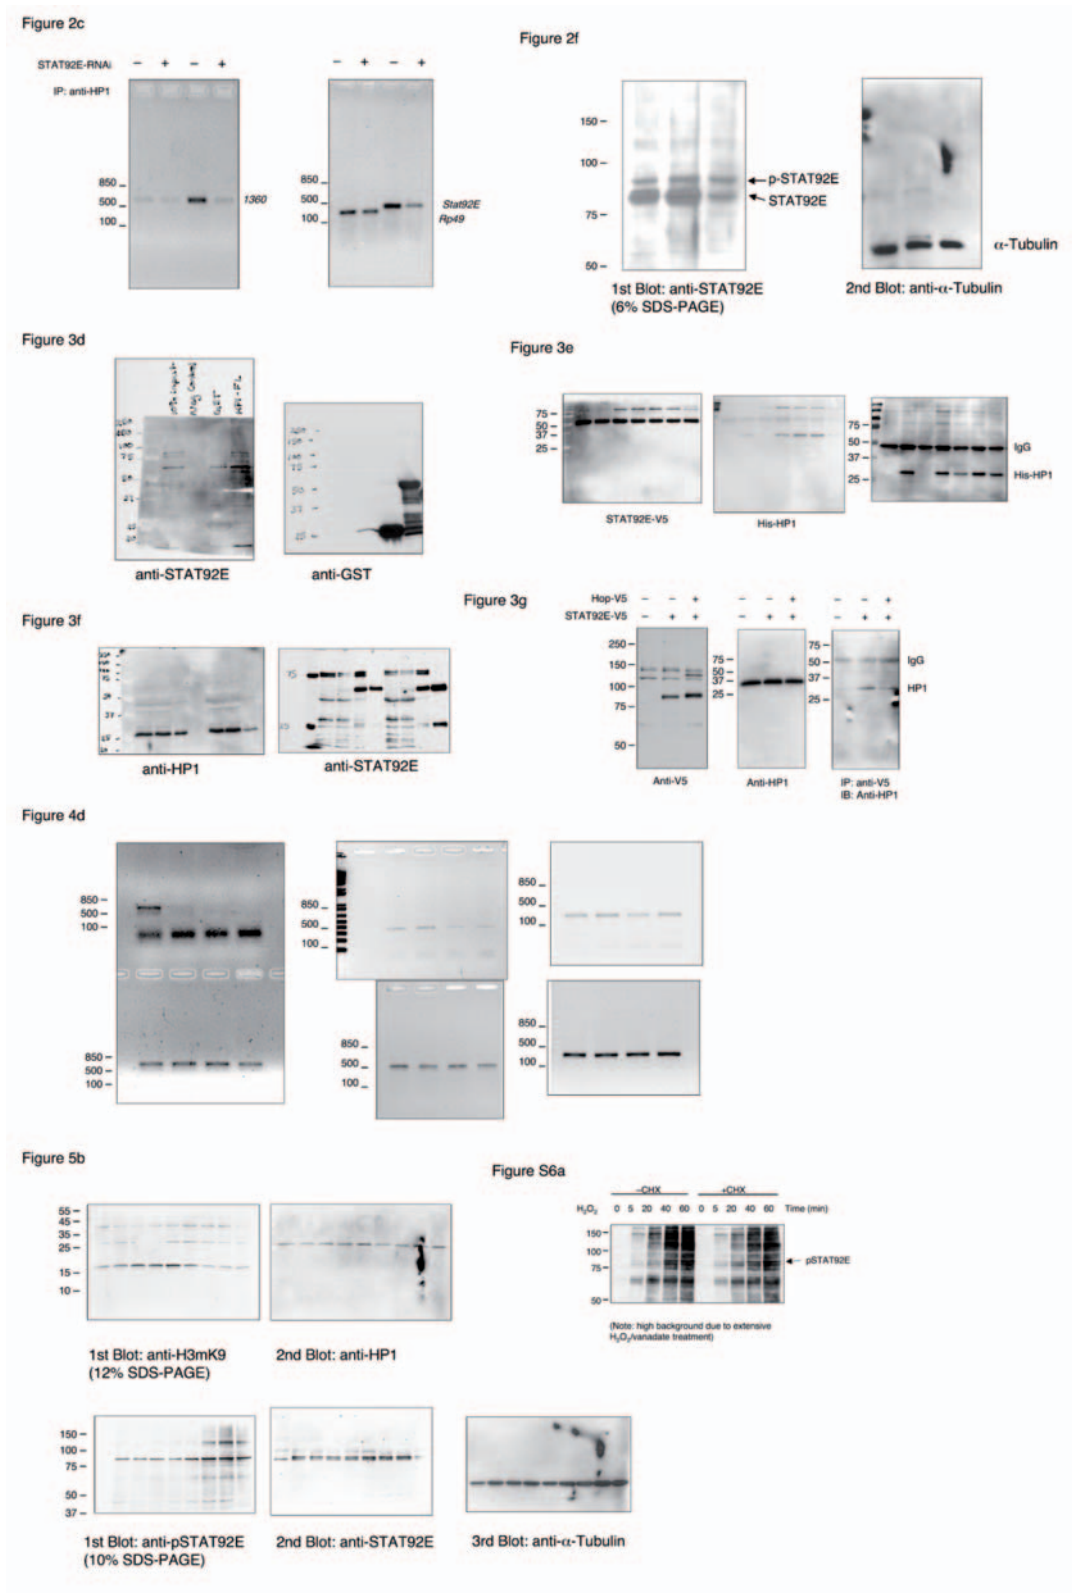 Figure 2c
STAT92E-RNAi – + – + – + – +
IP: anti-HP1
850
500
100
1360
850
500
100
Stat92E
Rp49
Figure 2f
150
100
75
50
p-STAT92E
STAT92E
α-Tubulin
1st Blot: anti-STAT92E
(6% SDS-PAGE)
2nd Blot: anti-α-Tubulin
Figure 3d
anti-STAT92E
anti-GST
Figure 3e
75
50
37
25
75
50
37
25
IgG
His-HP1
STAT92E-V5
His-HP1
Figure 3f
anti-HP1
anti-STAT92E
Figure 3g
Hop-V5 – – + – – + – – +
STAT92E-V5 – + + – + + – + +
250
150
100
75
50
75
50
37
25
75
50
37
25
IgG
HP1
Anti-V5
Anti-HP1
IP: anti-V5
IB: Anti-HP1
Figure 4d
850
500
100
850
500
100
850
500
100
850
500
100
850
500
100
850
500
100
Figure 5b
55
45
35
25
15
10
1st Blot: anti-H3mK9
(12% SDS-PAGE)
2nd Blot: anti-HP1
Figure S6a
–CHX +CHX
H₂O₂ 0 5 20 40 60 0 5 20 40 60 Time (min)
150
100
75
50
pSTAT92E
(Note: high background due to extensive
H₂O₂/vanadate treatment)
150
100
75
50
37
1st Blot: anti-pSTAT92E
(10% SDS-PAGE)
2nd Blot: anti-STAT92E
3rd Blot: anti-α-Tubulin